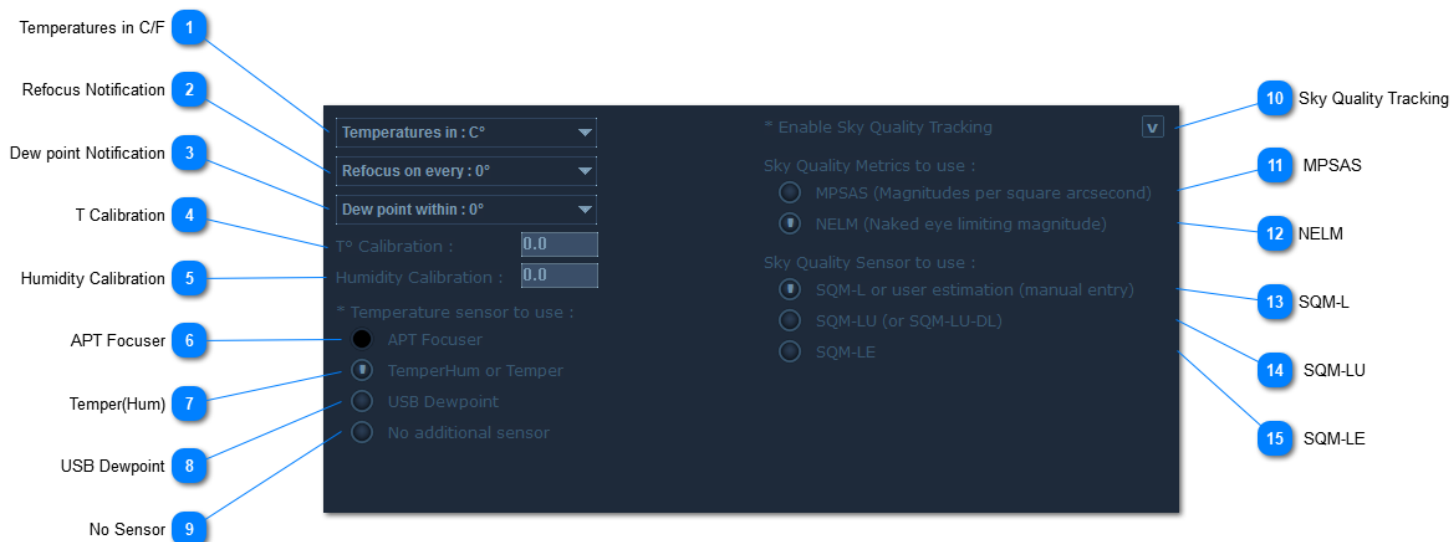 Temperatures in C/F 1
Refocus Notification 2
Dew point Notification 3
T Calibration 4
Humidity Calibration 5
APT Focuser 6
Temper(Hum) 7
USB Dewpoint 8
No Sensor 9
Temperatures in : C°
Refocus on every : 0°
Dew point within : 0°
T° Calibration : 0.0
Humidity Calibration : 0.0
* Temperature sensor to use :
APT Focuser
TemperHum or Temper
USB Dewpoint
No additional sensor
* Enable Sky Quality Tracking v
Sky Quality Metrics to use :
MPSAS (Magnitudes per square arcsecond)
NELM (Naked eye limiting magnitude)
Sky Quality Sensor to use :
SQM-L or user estimation (manual entry)
SQM-LU (or SQM-LU-DL)
SQM-LE
10 Sky Quality Tracking
11 MPSAS
12 NELM
13 SQM-L
14 SQM-LU
15 SQM-LE